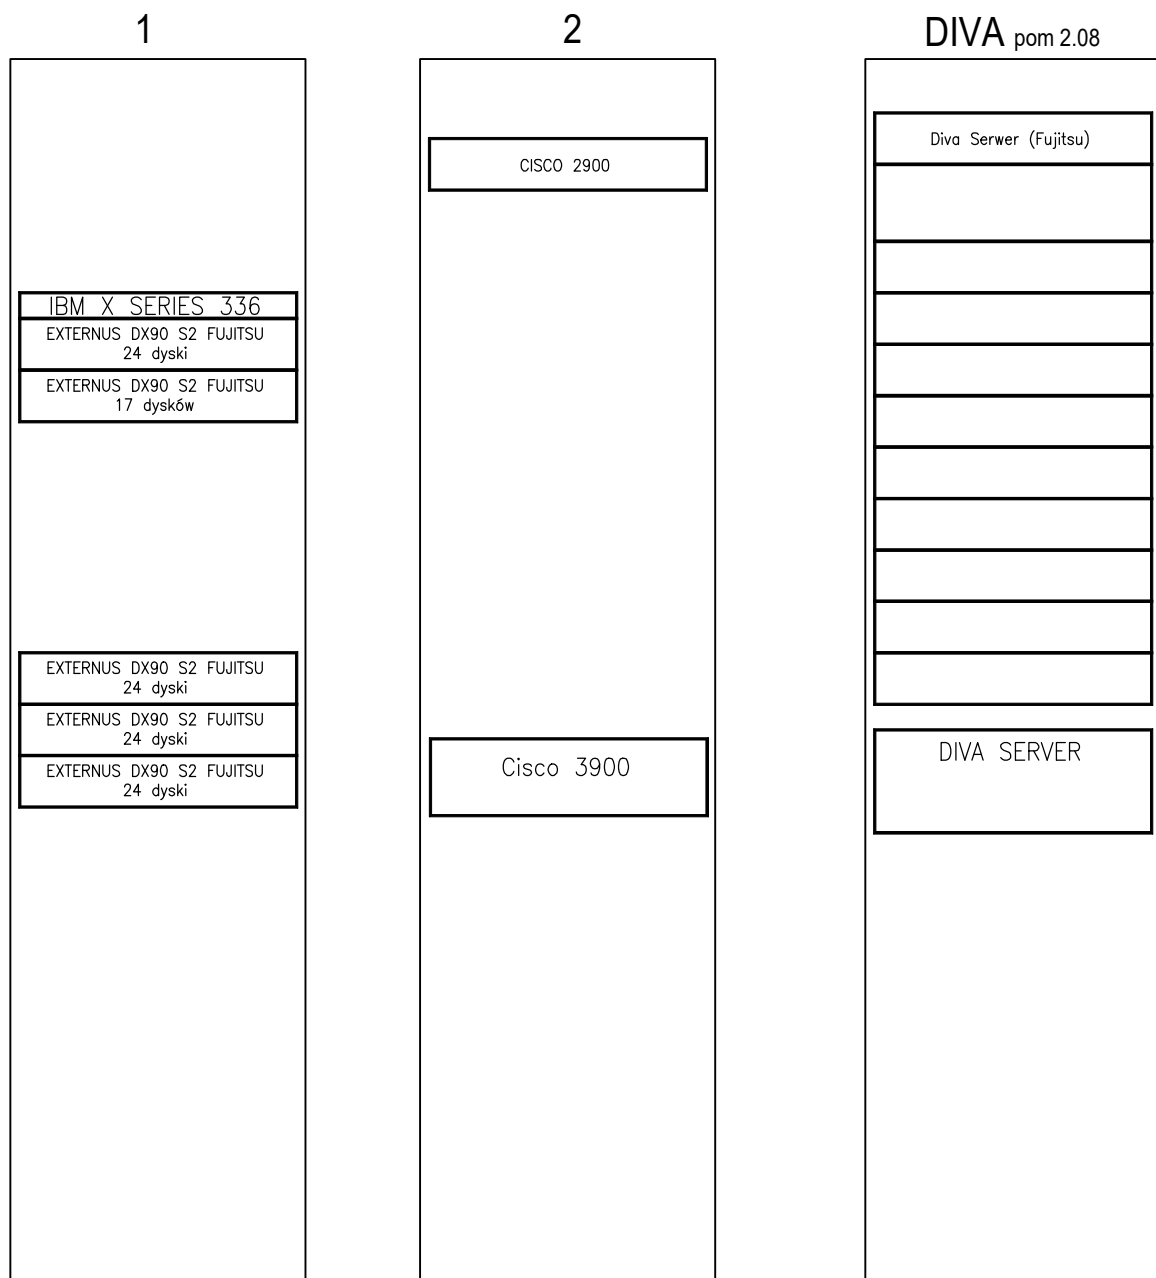 1
IBM X SERIES 336
EXTERNUS DX90 S2 FUJITSU
24 dyski
EXTERNUS DX90 S2 FUJITSU
17 dysków
EXTERNUS DX90 S2 FUJITSU
24 dyski
EXTERNUS DX90 S2 FUJITSU
24 dyski
EXTERNUS DX90 S2 FUJITSU
24 dyski
2
CISCO 2900
Cisco 3900
DIVA pom 2.08
Diva Serwer (Fujitsu)
DIVA SERVER